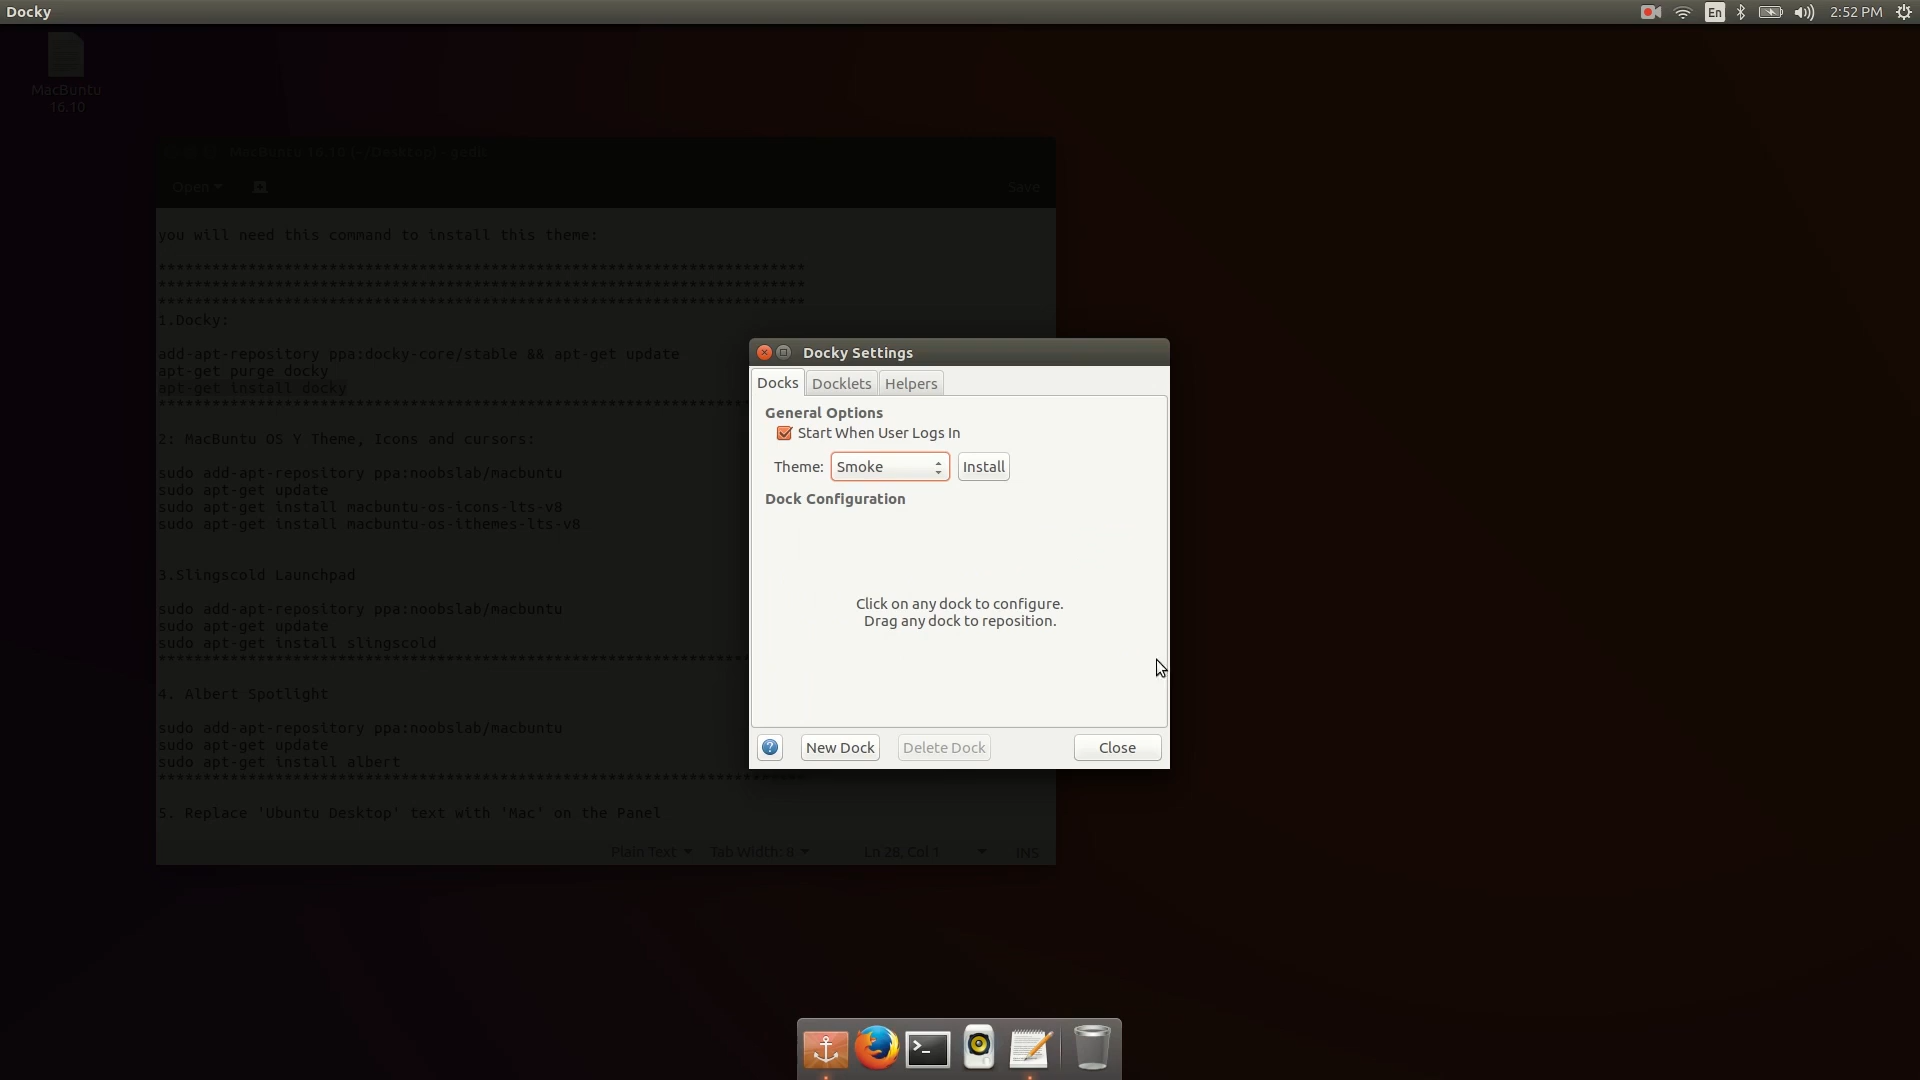 Docky
En
2:52 PM
MacBuntu
16.10
MacBuntu 16.10 (~/Desktop) - gedit
Open
Save
you will need this command to install this theme:
************************************************************************
************************************************************************
************************************************************************
1.Docky:
add-apt-repository ppa:docky-core/stable && apt-get update
apt-get purge docky
apt-get install docky
************************************************************************
2: MacBuntu OS Y Theme, Icons and cursors:
sudo add-apt-repository ppa:noobslab/macbuntu
sudo apt-get update
sudo apt-get install macbuntu-os-icons-lts-v8
sudo apt-get install macbuntu-os-ithemes-lts-v8
3.Slingscold Launchpad
sudo add-apt-repository ppa:noobslab/macbuntu
sudo apt-get update
sudo apt-get install slingscold
************************************************************************
4. Albert Spotlight
sudo add-apt-repository ppa:noobslab/macbuntu
sudo apt-get update
sudo apt-get install albert
************************************************************************
5. Replace 'Ubuntu Desktop' text with 'Mac' on the Panel
Plain Text
Tab Width: 8
Ln 28, Col 1
INS
Docky Settings
Docks
Docklets
Helpers
General Options
Start When User Logs In
Theme:
Smoke
Install
Dock Configuration
Click on any dock to configure.
Drag any dock to reposition.
?
New Dock
Delete Dock
Close
>_